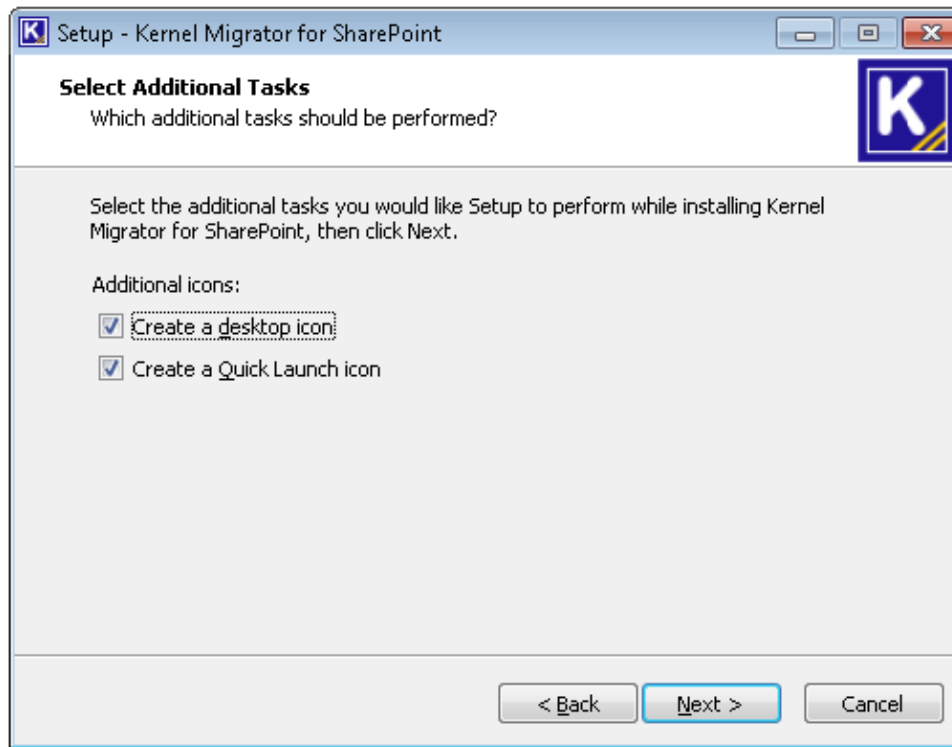 Setup - Kernel Migrator for SharePoint
Select Additional Tasks
Which additional tasks should be performed?
K
Select the additional tasks you would like Setup to perform while installing Kernel
Migrator for SharePoint, then click Next.
Additional icons:
Create a desktop icon
Create a Quick Launch icon
< Back Next > Cancel